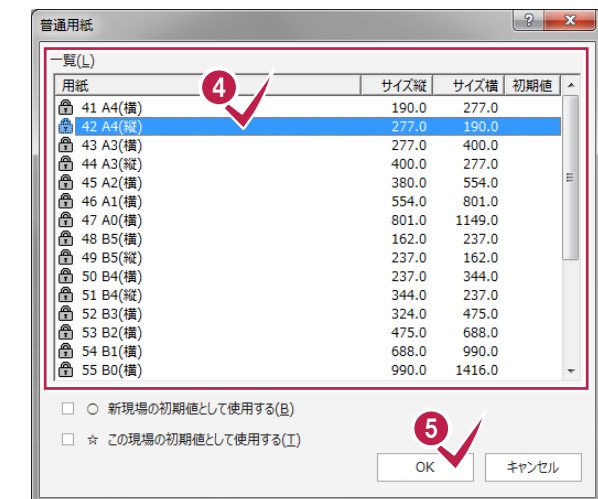 普通用紙
一覧(L)
用紙 サイズ縦 サイズ横 初期値
4
41 A4(横) 190.0 277.0
42 A4(縦) 277.0 190.0
43 A3(横) 277.0 400.0
44 A3(縦) 400.0 277.0
45 A2(横) 380.0 554.0
46 A1(横) 554.0 801.0
47 A0(横) 801.0 1149.0
48 B5(横) 162.0 237.0
49 B5(縦) 237.0 162.0
50 B4(横) 237.0 344.0
51 B4(縦) 344.0 237.0
52 B3(横) 324.0 475.0
53 B2(横) 475.0 688.0
54 B1(横) 688.0 990.0
55 B0(横) 990.0 1416.0
○ 新現場の初期値として使用する(B)
☆ この現場の初期値として使用する(T)
5
OK キャンセル